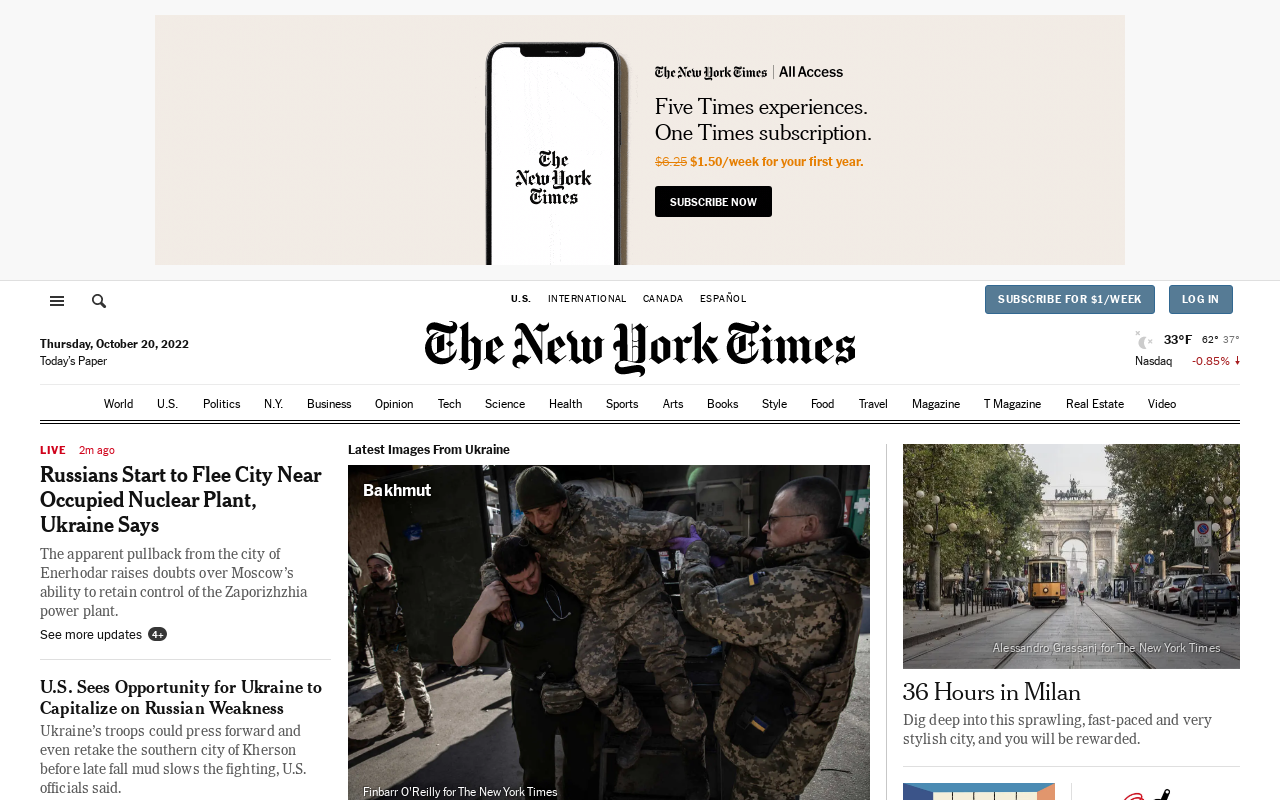 The New York Times | All Access
Five Times experiences.
One Times subscription.
$6.25 $1.50/week for your first year.
SUBSCRIBE NOW
The
New York
Times
U.S. INTERNATIONAL CANADA ESPAÑOL
SUBSCRIBE FOR $1/WEEK LOG IN
Thursday, October 20, 2022
Today's Paper
The New York Times
33°F 62° 37°
Nasdaq -0.85%
World U.S. Politics N.Y. Business Opinion Tech Science Health Sports Arts Books Style Food Travel Magazine T Magazine Real Estate Video
LIVE 2m ago
Russians Start to Flee City Near
Occupied Nuclear Plant,
Ukraine Says
The apparent pullback from the city of
Enerhodar raises doubts over Moscow's
ability to retain control of the Zaporizhzhia
power plant.
See more updates 4+
U.S. Sees Opportunity for Ukraine to
Capitalize on Russian Weakness
Ukraine's troops could press forward and
even retake the southern city of Kherson
before late fall mud slows the fighting, U.S.
officials said.
Latest Images From Ukraine
Bakhmut
Finbarr O'Reilly for The New York Times
Alessandro Grassani for The New York Times
36 Hours in Milan
Dig deep into this sprawling, fast-paced and very
stylish city, and you will be rewarded.